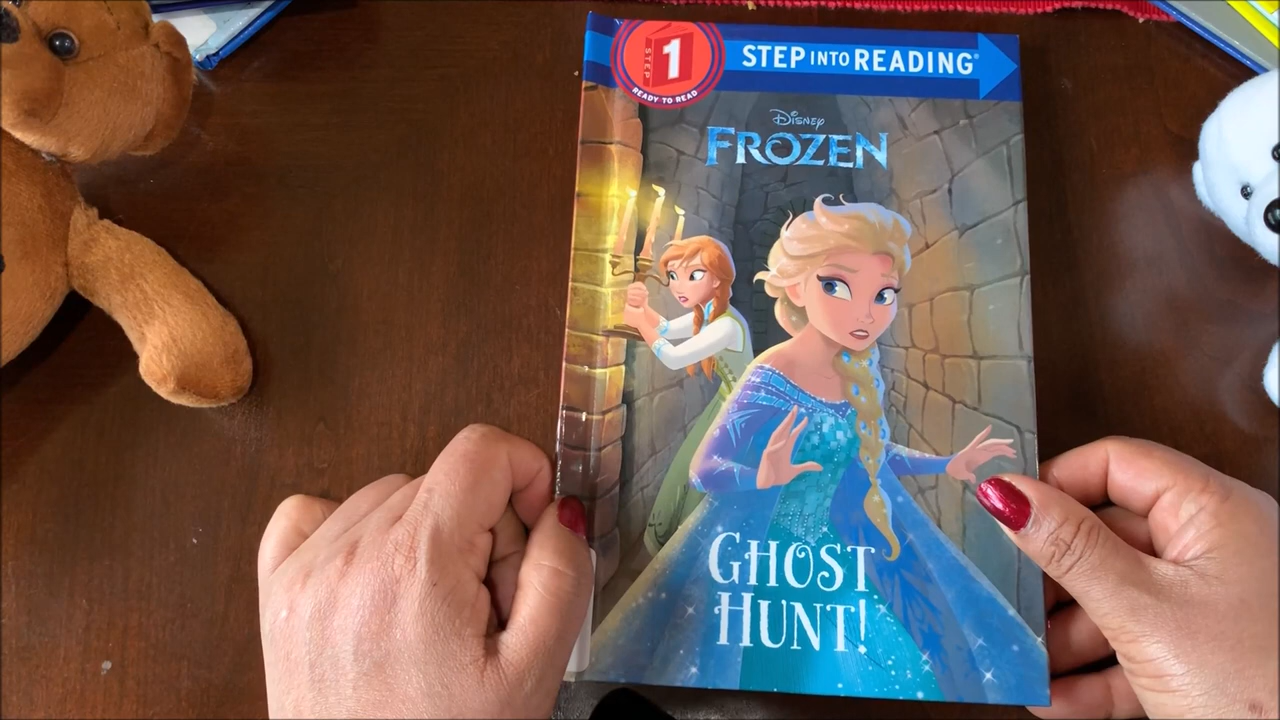 STEP 1
READY TO READ
STEP INTO READING®
DISNEY
FROZEN
GHOST
HUNT!